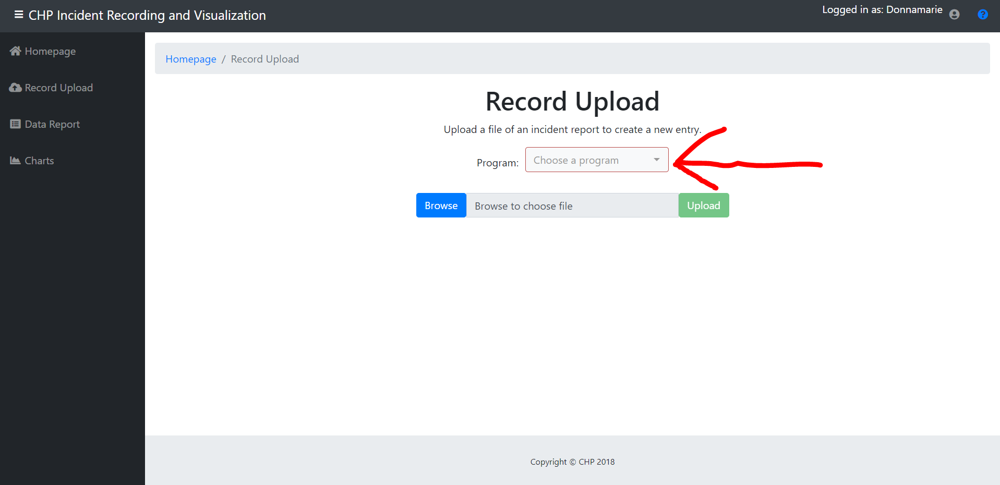 CHP Incident Recording and Visualization
Logged in as: Donnamarie
Homepage
Record Upload
Data Report
Charts
Homepage / Record Upload
Record Upload
Upload a file of an incident report to create a new entry.
Program: Choose a program
Browse Browse to choose file Upload
Copyright © CHP 2018